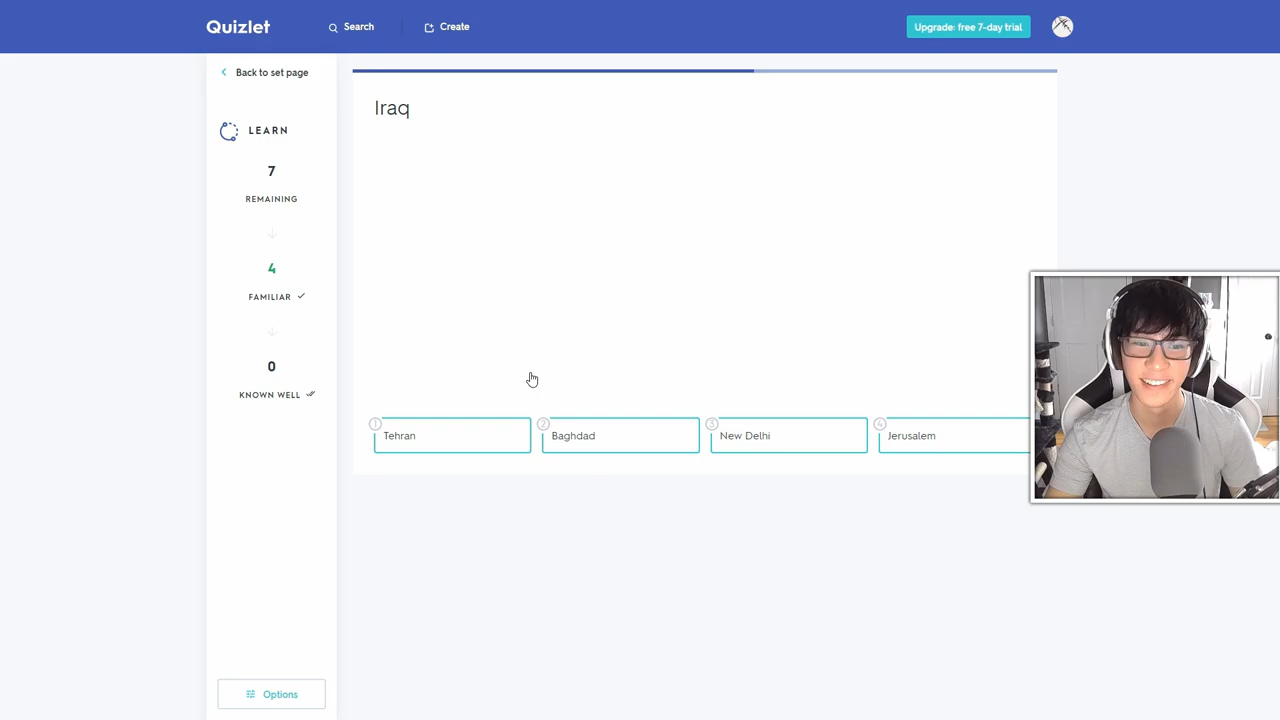 Quizlet
Search
Create
Upgrade: free 7-day trial
Back to set page
LEARN
7
REMAINING
4
FAMILIAR
0
KNOWN WELL
Options
Iraq
1 Tehran
2 Baghdad
3 New Delhi
4 Jerusalem